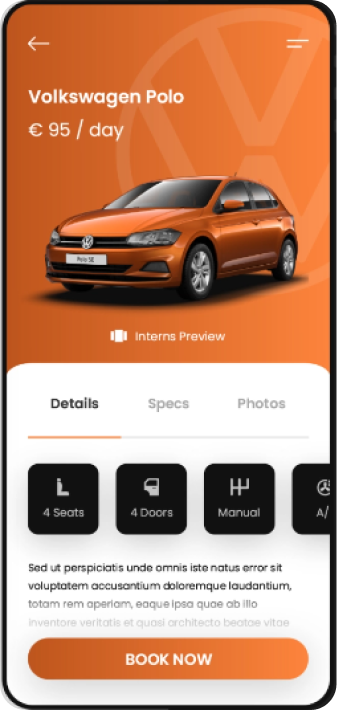 Volkswagen Polo
€ 95 / day
Polo SE
Interns Preview
Details Specs Photos
4 Seats 4 Doors Manual A/
Sed ut perspiciatis unde omnis iste natus error sit
voluptatem accusantium doloremque laudantium,
totam rem aperiam, eaque ipsa quae ab illo
inventore veritatis et quasi architecto beatae vitae
BOOK NOW